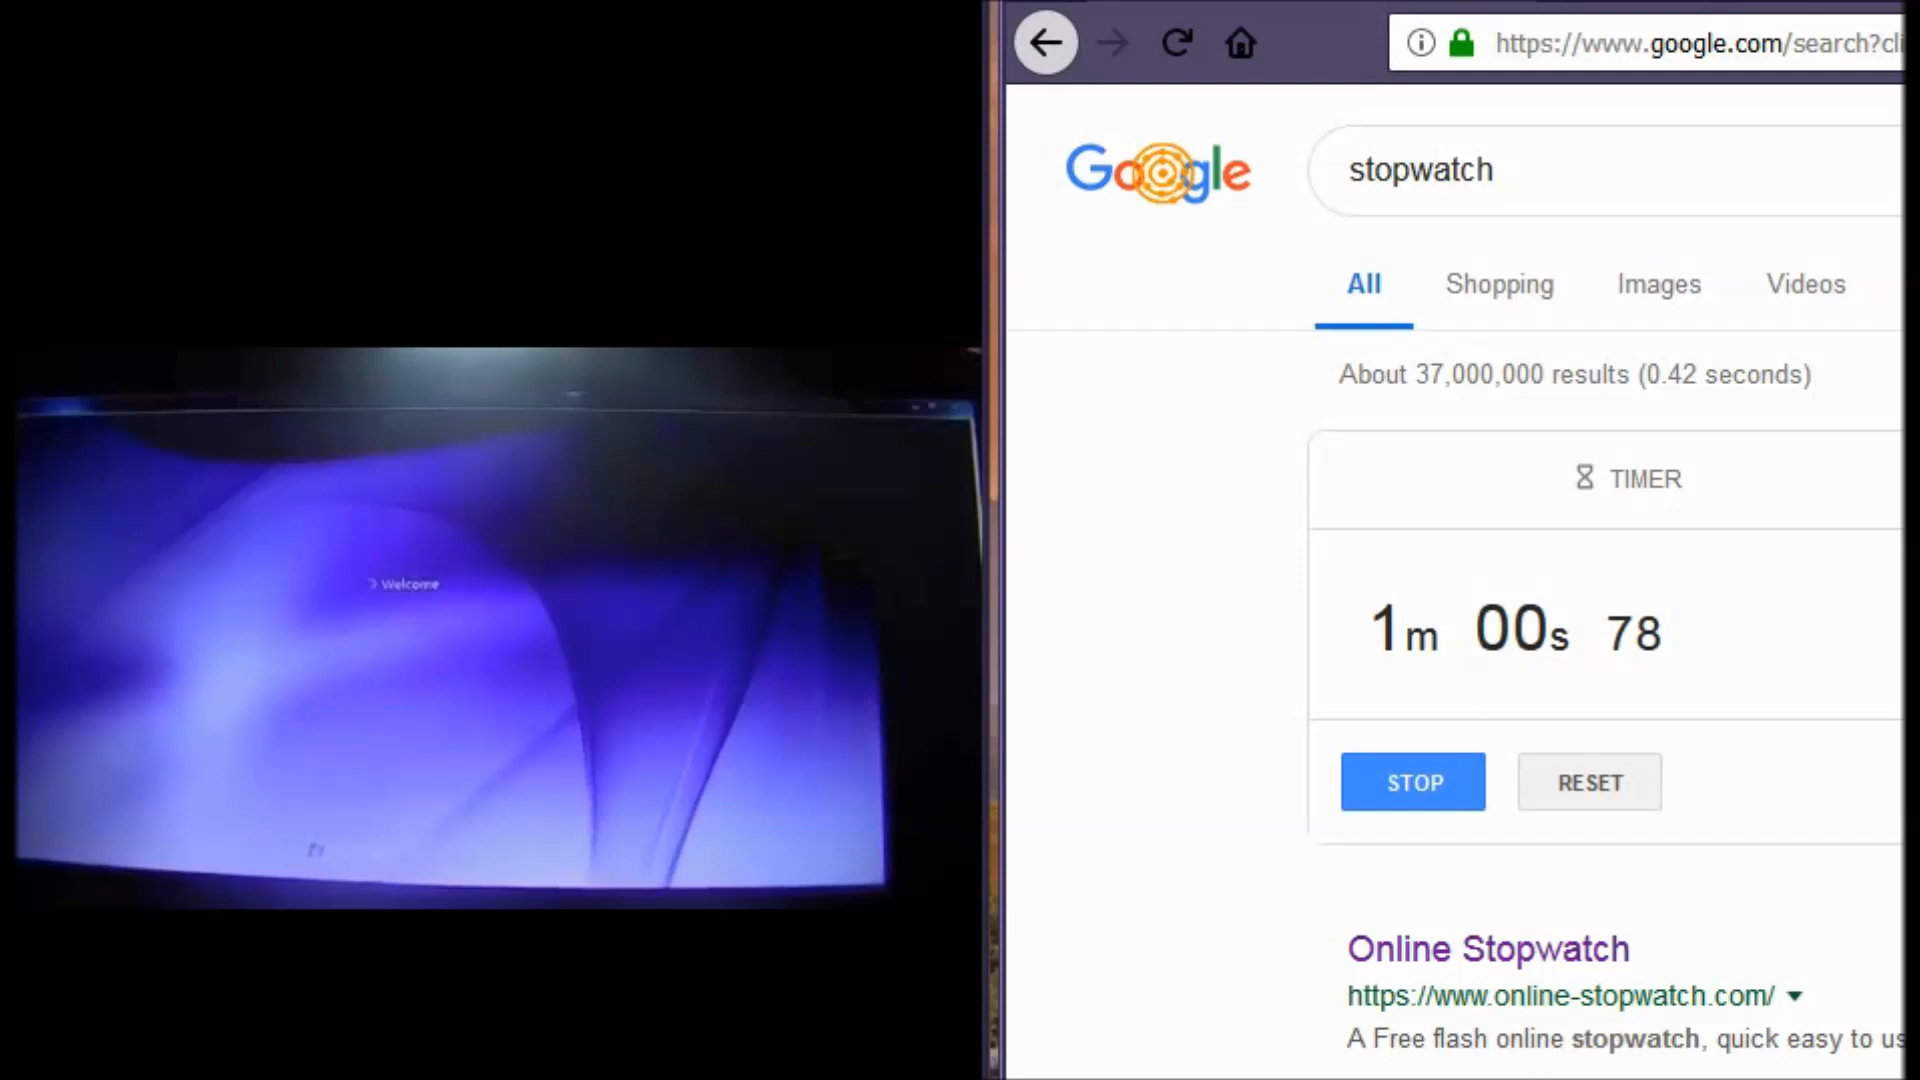 Welcome
https://www.google.com/search?cli
Google
stopwatch
All Shopping Images Videos
About 37,000,000 results (0.42 seconds)
TIMER
1m 00s 78
STOP RESET
Online Stopwatch
https://www.online-stopwatch.com/
A Free flash online stopwatch, quick easy to us